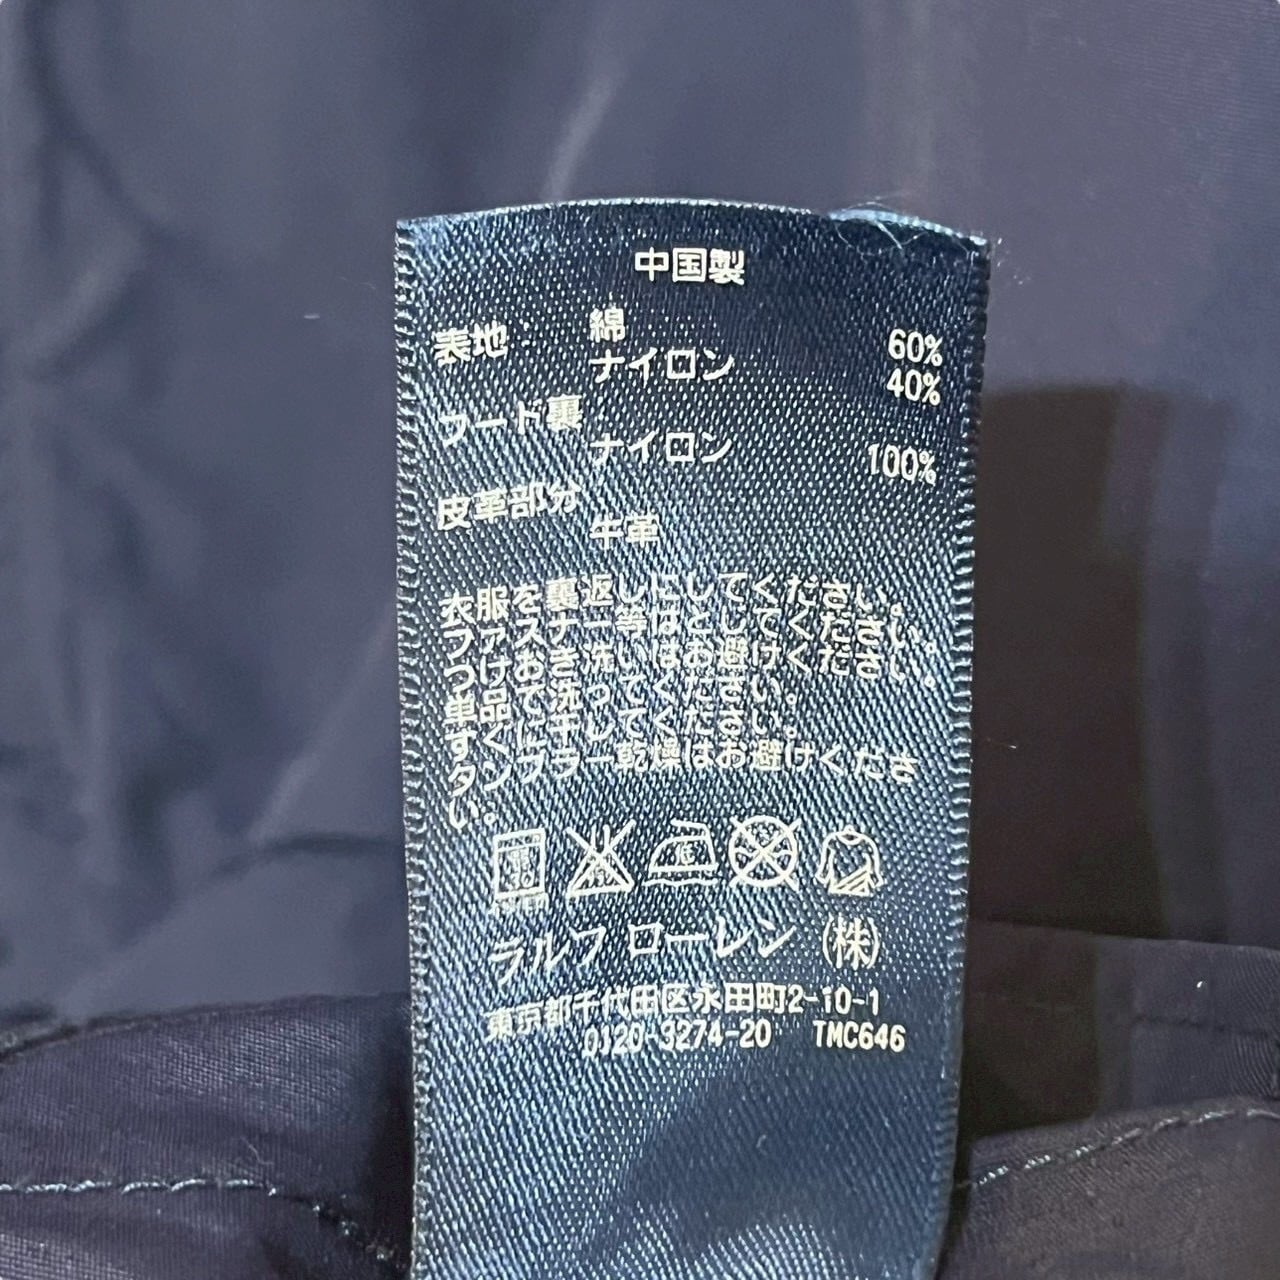 中国製
表地: 綿 60%
ナイロン 40%
フード裏
ナイロン 100%
皮革部分
牛革
衣服を裏返しにしてください。
ファスナー等はとじてください。
つけおき洗いはお避けください。
単品で洗ってください。
すぐに干してください。
タンブラー乾燥はお避けくださ
い。
ラルフ ローレン (株)
東京都千代田区永田町2-10-1
0120-3274-20 TMC646